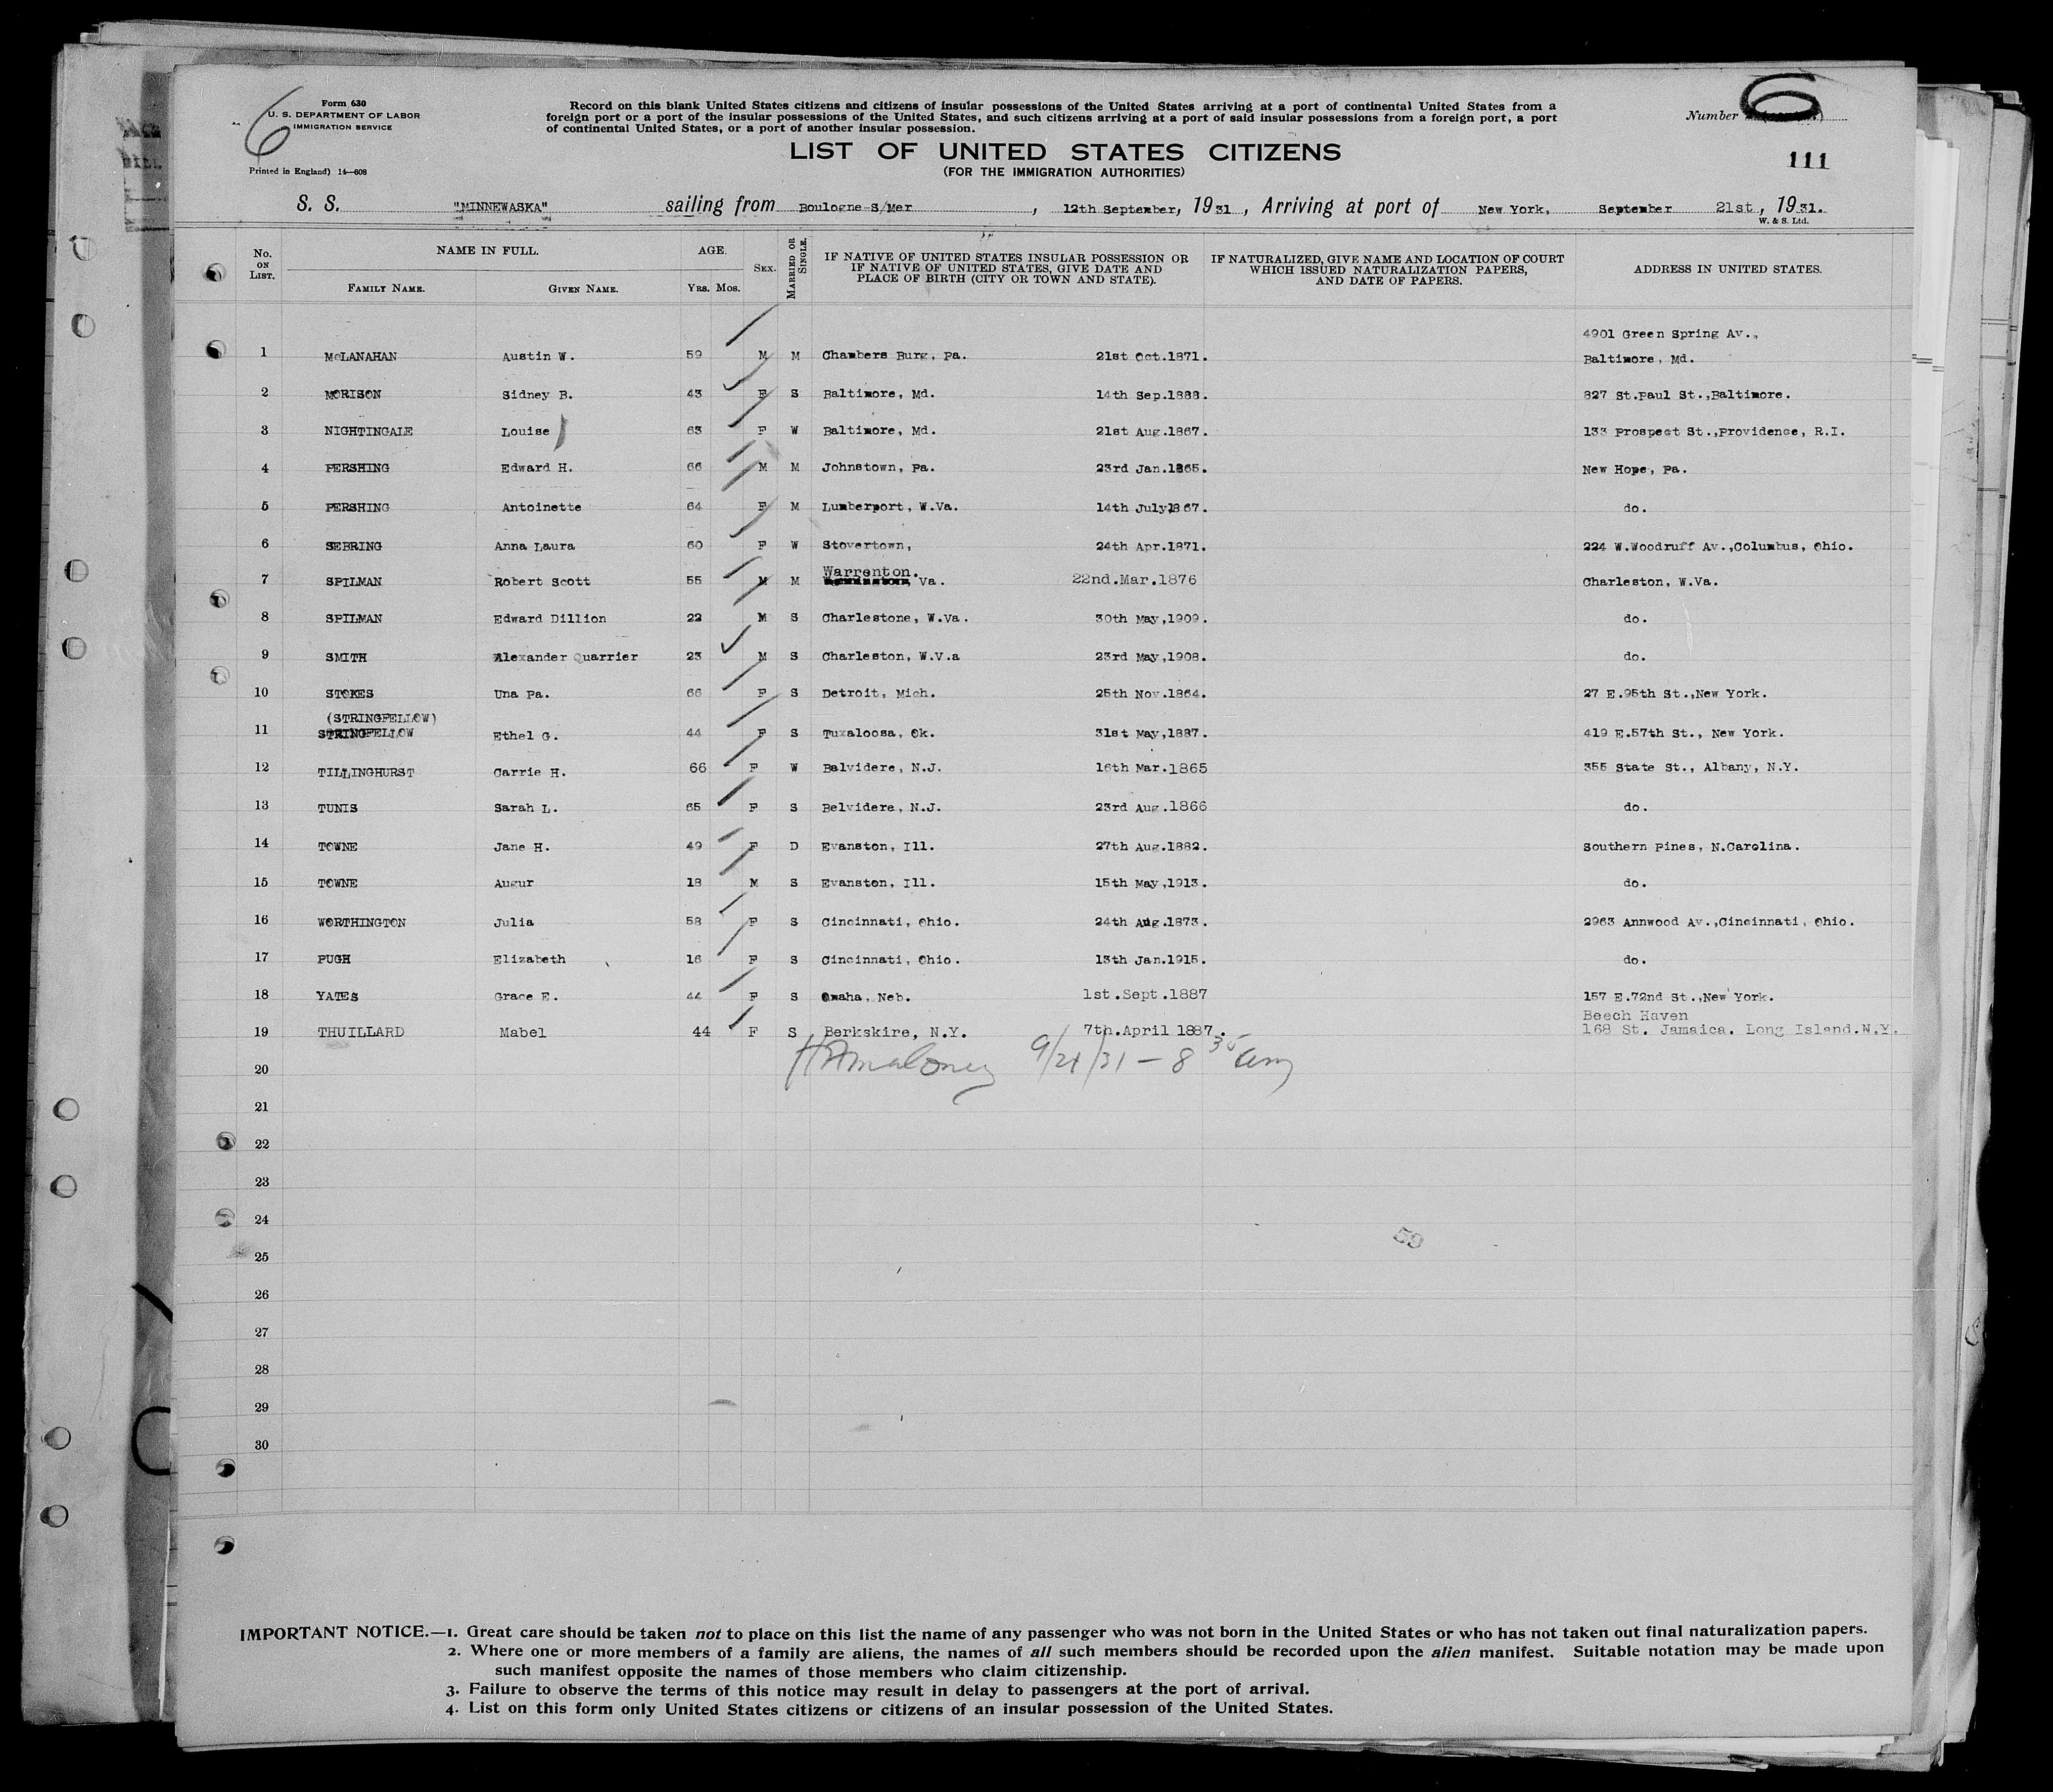 6
Form 630
U. S. DEPARTMENT OF LABOR
IMMIGRATION SERVICE
Printed in England) 14—608
Record on this blank United States citizens and citizens of insular possessions of the United States arriving at a port of continental United States from a
foreign port or a port of the insular possessions of the United States, and such citizens arriving at a port of said insular possessions from a foreign port, a port
of continental United States, or a port of another insular possession.
Number 6
LIST OF UNITED STATES CITIZENS
(FOR THE IMMIGRATION AUTHORITIES)
111
S. S. "MINNEWASKA" sailing from Boulogne-S/Mer, 12th September, 1931, Arriving at port of New York, September 21st, 1931.
W. & S. Ltd.
No. ON LIST. NAME IN FULL. FAMILY NAME. GIVEN NAME. AGE. YRS. MOS. SEX. MARRIED OR SINGLE. IF NATIVE OF UNITED STATES INSULAR POSSESSION OR IF NATIVE OF UNITED STATES, GIVE DATE AND PLACE OF BIRTH (CITY OR TOWN AND STATE). IF NATURALIZED, GIVE NAME AND LOCATION OF COURT WHICH ISSUED NATURALIZATION PAPERS, AND DATE OF PAPERS. ADDRESS IN UNITED STATES.
4901 Green Spring Av.,
1 McLANAHAN Austin W. 59 M M Chambers Burg, Pa. 21st Oct.1871. Baltimore, Md.
2 MORISON Sidney B. 43 F S Baltimore, Md. 14th Sep.1888. 827 St.Paul St.,Baltimore.
3 NIGHTINGALE Louise 63 F W Baltimore, Md. 21st Aug.1867. 133 Prospect St.,Providence, R.I.
4 PERSHING Edward H. 66 M M Johnstown, Pa. 23rd Jan.1865. New Hope, Pa.
5 PERSHING Antoinette 64 F M Lumberport, W.Va. 14th July1867. do.
6 SEBRING Anna Laura 60 F W Stovertown, 24th Apr.1871. 224 W.Woodruff Av.,Columbus, Ohio.
Warrenton.
7 SPILMAN Robert Scott 55 M M Va. 22nd.Mar.1876 Charleston, W.Va.
8 SPILMAN Edward Dillion 22 M S Charlestone, W.Va. 30th May,1909. do.
9 SMITH Alexander Quarrier 23 M S Charleston, W.V.a 23rd May,1908. do.
10 STOKES Una Pa. 66 F S Detroit, Mich. 25th Nov.1864. 27 E.95th St.,New York.
(STRINGFELLOW)
11 STRINGFELLOW Ethel G. 44 F S Tuxaloosa, Ok. 31st May,1887. 419 E.57th St., New York.
12 TILLINGHURST Carrie H. 66 F W Belvidere, N.J. 16th Mar.1865 355 State St., Albany, N.Y.
13 TUNIS Sarah L. 65 F S Belvidere, N.J. 23rd Aug.1866 do.
14 TOWNE Jane H. 49 F D Evanston, Ill. 27th Aug.1882. Southern Pines, N.Carolina.
15 TOWNE Augur 18 M S Evanston, Ill. 15th May,1913. do.
16 WORTHINGTON Julia 58 F S Cincinnati, Ohio. 24th Aug.1873. 2963 Annwood Av.,Cincinnati, Ohio.
17 PUGH Elizabeth 16 F S Cincinnati, Ohio. 13th Jan.1915. do.
18 YATES Grace E. 44 F S Omaha, Neb. 1st.Sept.1887 157 E.72nd St.,New York.
Beech Haven
19 THUILLARD Mabel 44 F S Berkskire, N.Y. 7th.April 1887. 168 St. Jamaica. Long Island.N.Y.
HAMaloney 9/21/31 — 8 35 am
20
21
22
23
24
50
25
26
27
28
29
30
IMPORTANT NOTICE.—1. Great care should be taken not to place on this list the name of any passenger who was not born in the United States or who has not taken out final naturalization papers.
2. Where one or more members of a family are aliens, the names of all such members should be recorded upon the alien manifest. Suitable notation may be made upon
such manifest opposite the names of those members who claim citizenship.
3. Failure to observe the terms of this notice may result in delay to passengers at the port of arrival.
4. List on this form only United States citizens or citizens of an insular possession of the United States.